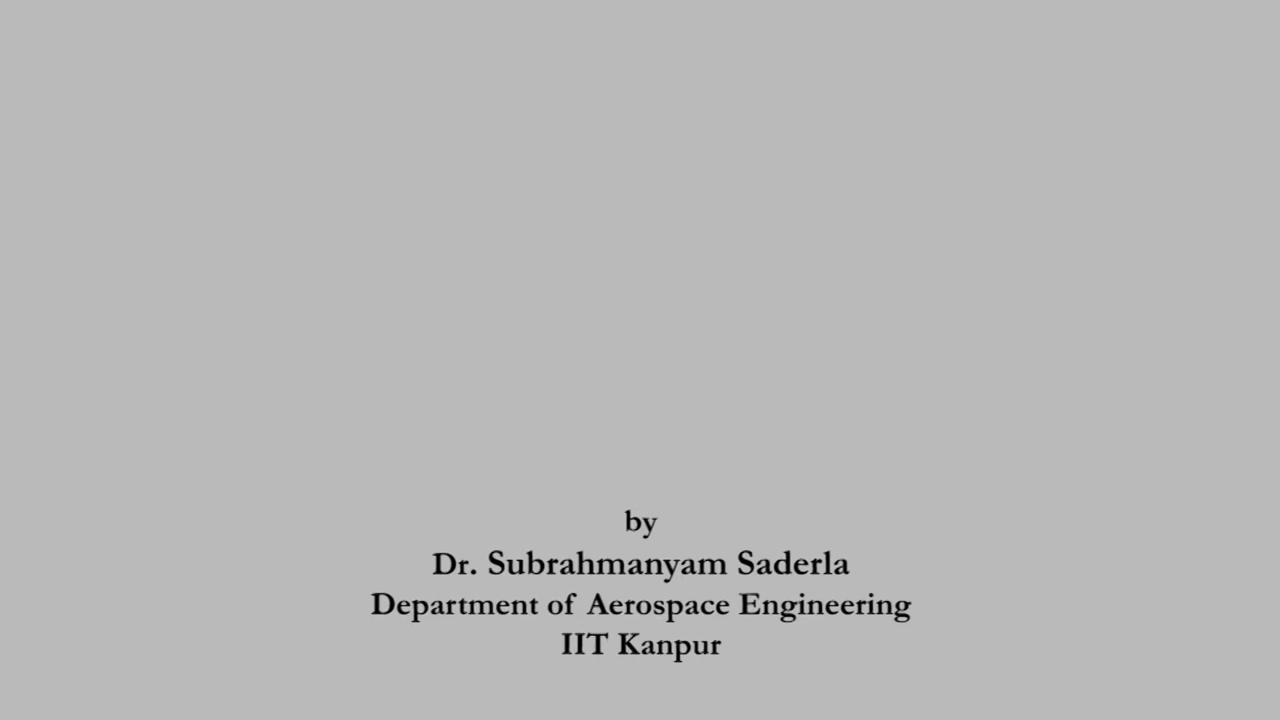 by
Dr. Subrahmanyam Saderla
Department of Aerospace Engineering
IIT Kanpur